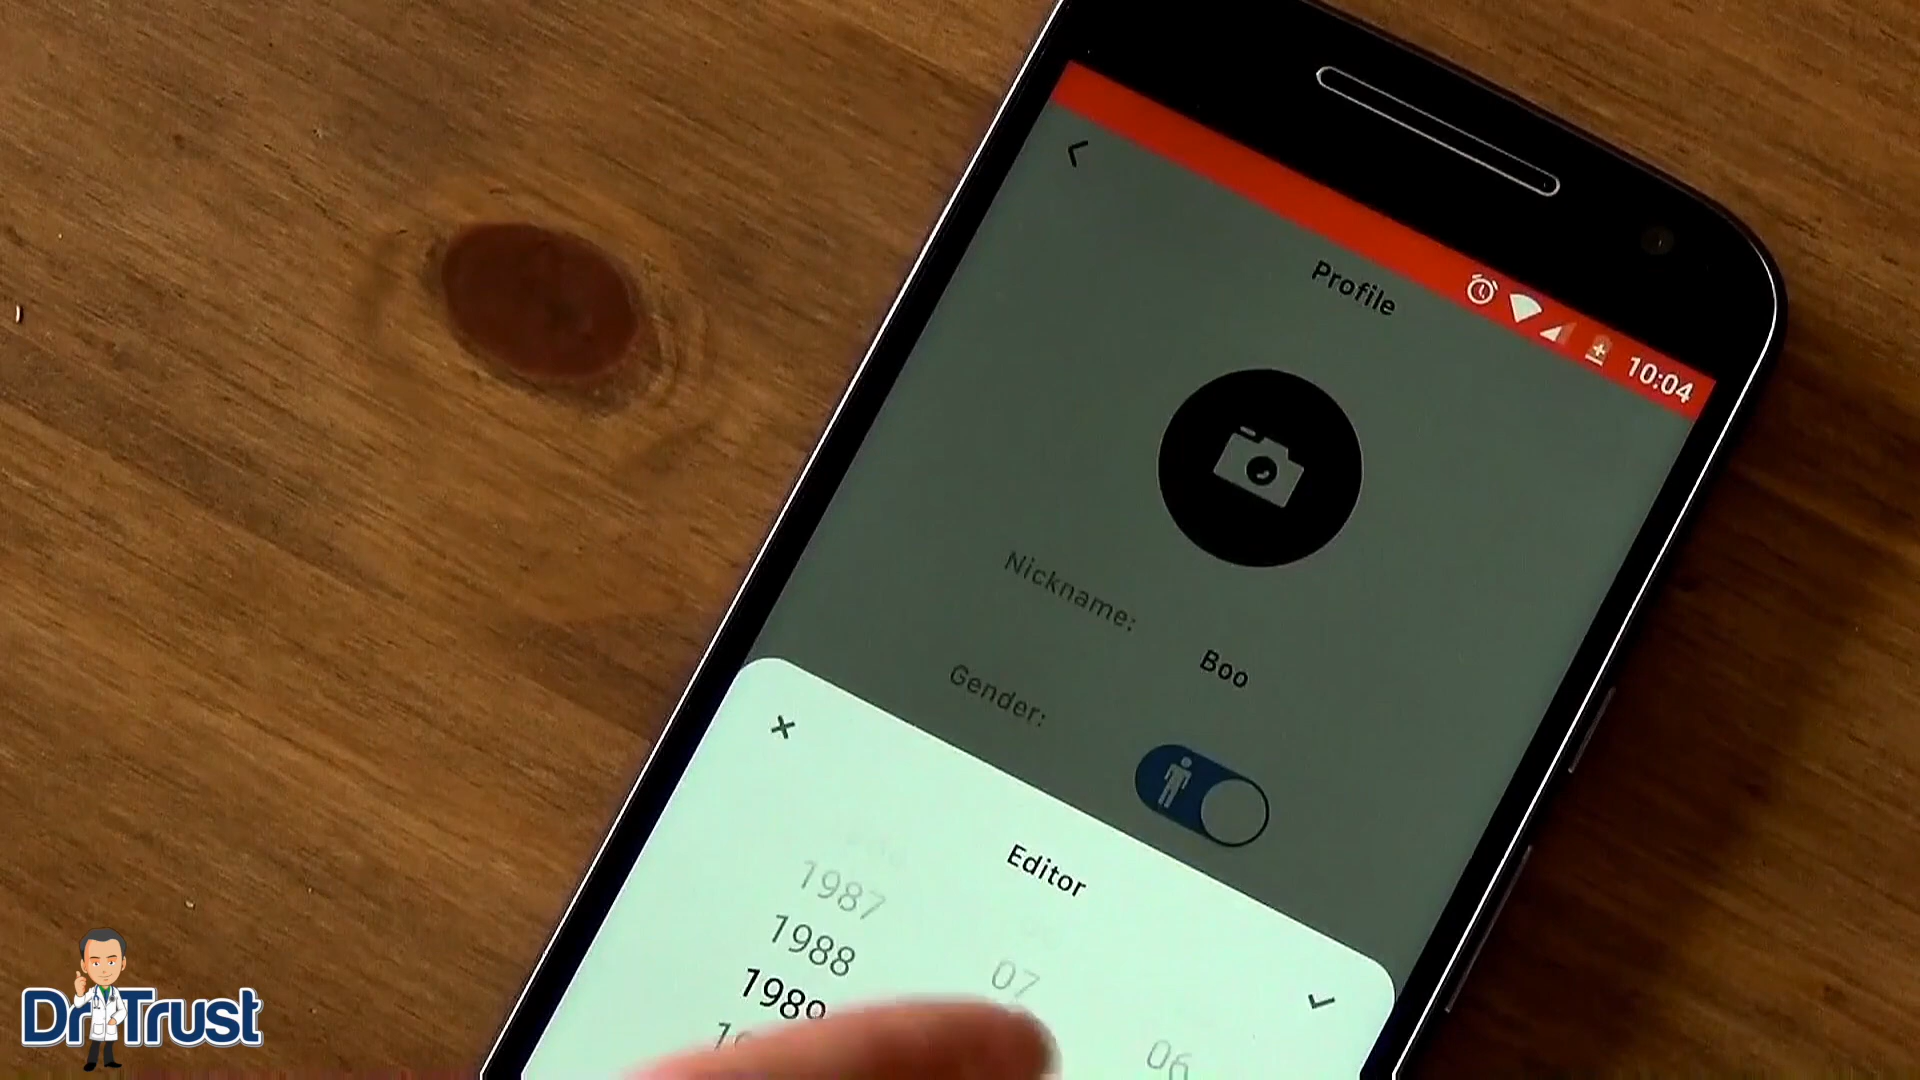 10:04
Profile
Nickname:
Boo
Gender:
Editor
1987
1988
07
1989
06
Dr Trust